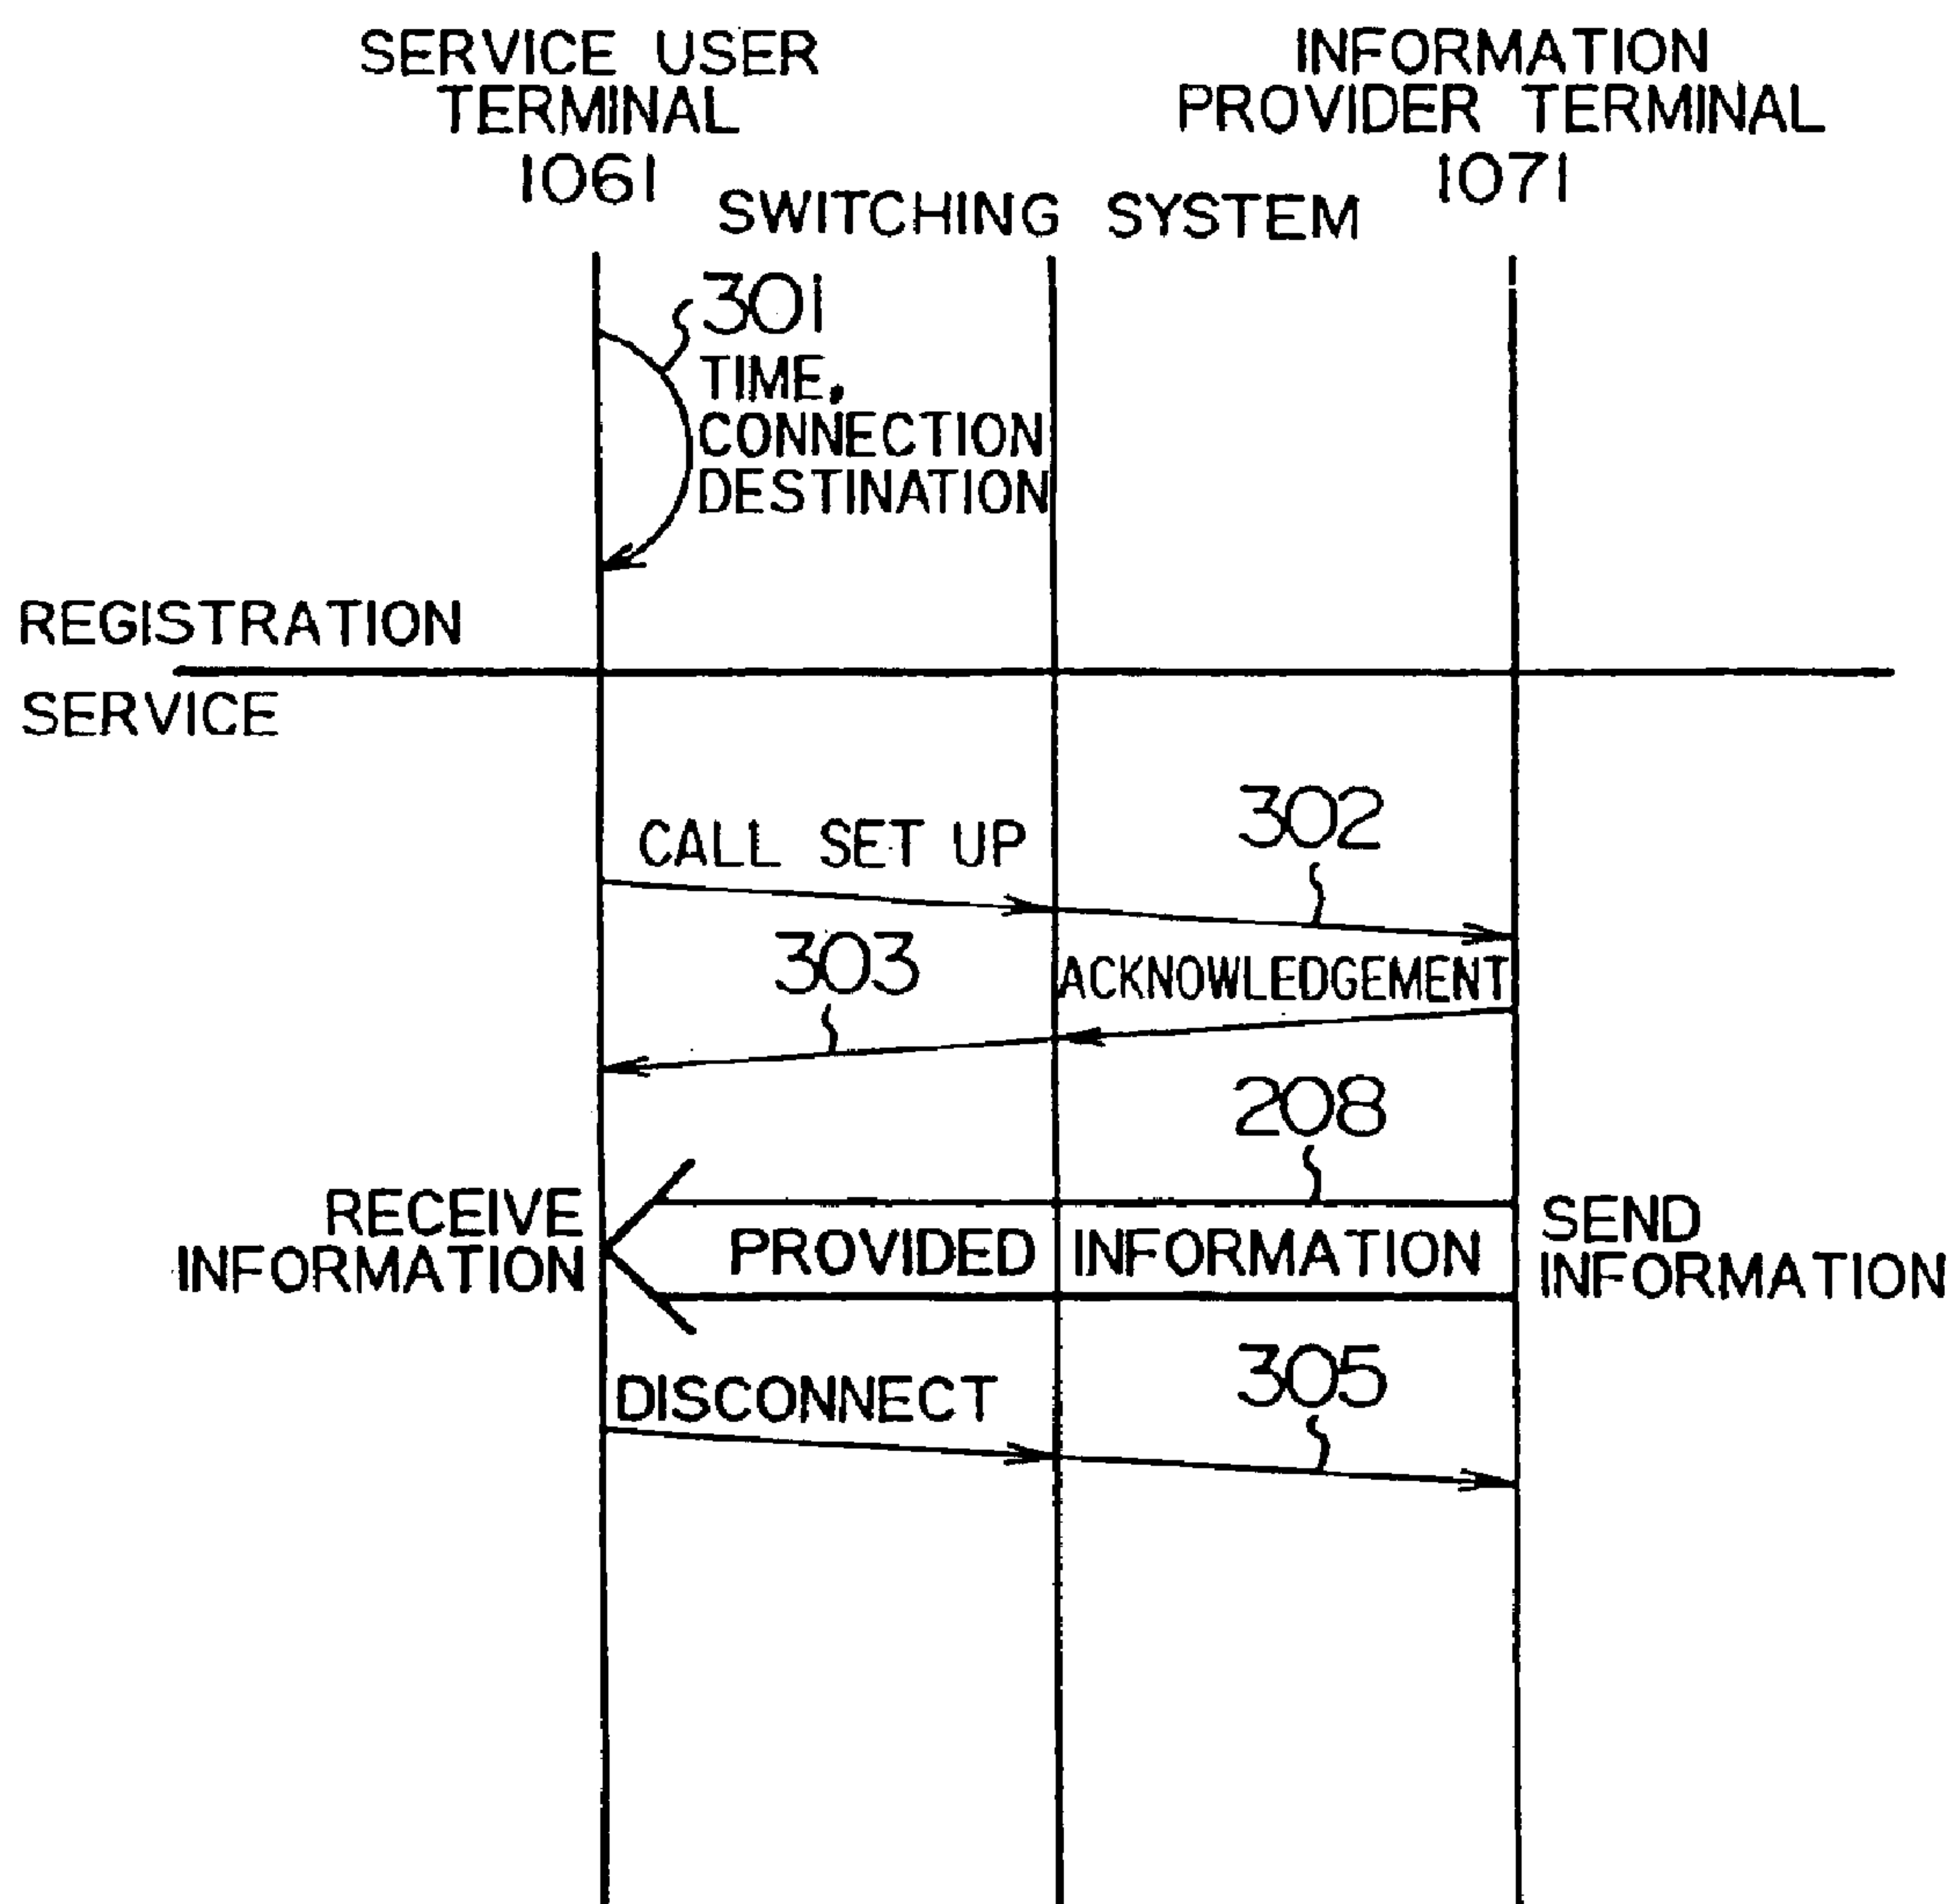 SERVICE USER
TERMINAL
1061
INFORMATION
PROVIDER TERMINAL
1071
SWITCHING SYSTEM
301
TIME,
CONNECTION
DESTINATION
REGISTRATION
SERVICE
CALL SET UP
302
303
ACKNOWLEDGEMENT
208
RECEIVE
INFORMATION
PROVIDED INFORMATION
SEND
INFORMATION
DISCONNECT
305